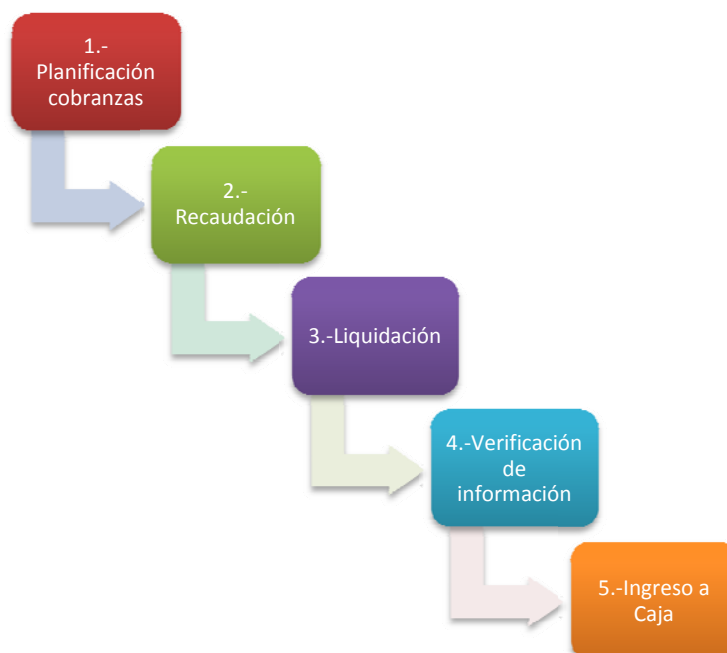 1.-
Planificación
cobranzas
2.-
Recaudación
3.-Liquidación
4.-Verificación
de
información
5.-Ingreso a
Caja